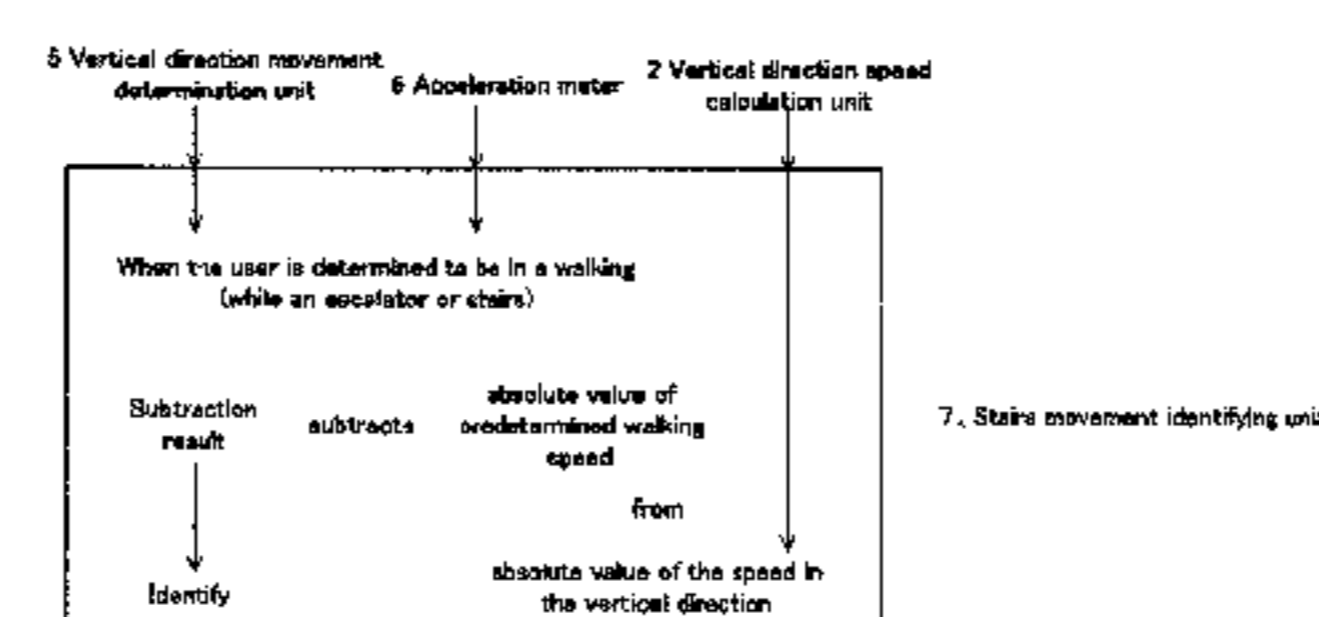 5 Vertical direction movement
determination unit
6 Acceleration meter
2 Vertical direction speed
calculation unit
When the user is determined to be in a walking
(while an escalator or stairs)
Subtraction
result
subtracts
absolute value of
predetermined walking
speed
7. Stairs movement identifying unit
from
Identify
absolute value of the speed in
the vertical direction